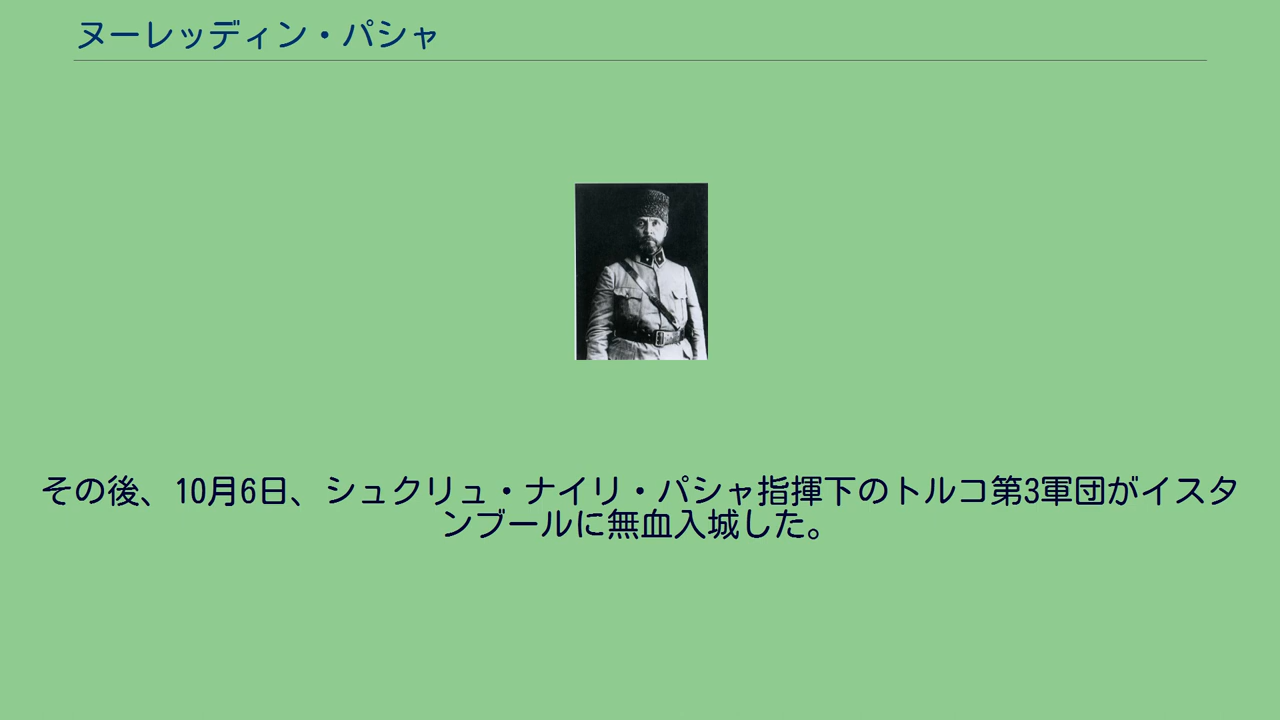 ヌーレッディン・パシャ
その後、10月6日、シュクリュ・ナイリ・パシャ指揮下のトルコ第3軍団がイスタ
ンブールに無血入城した。